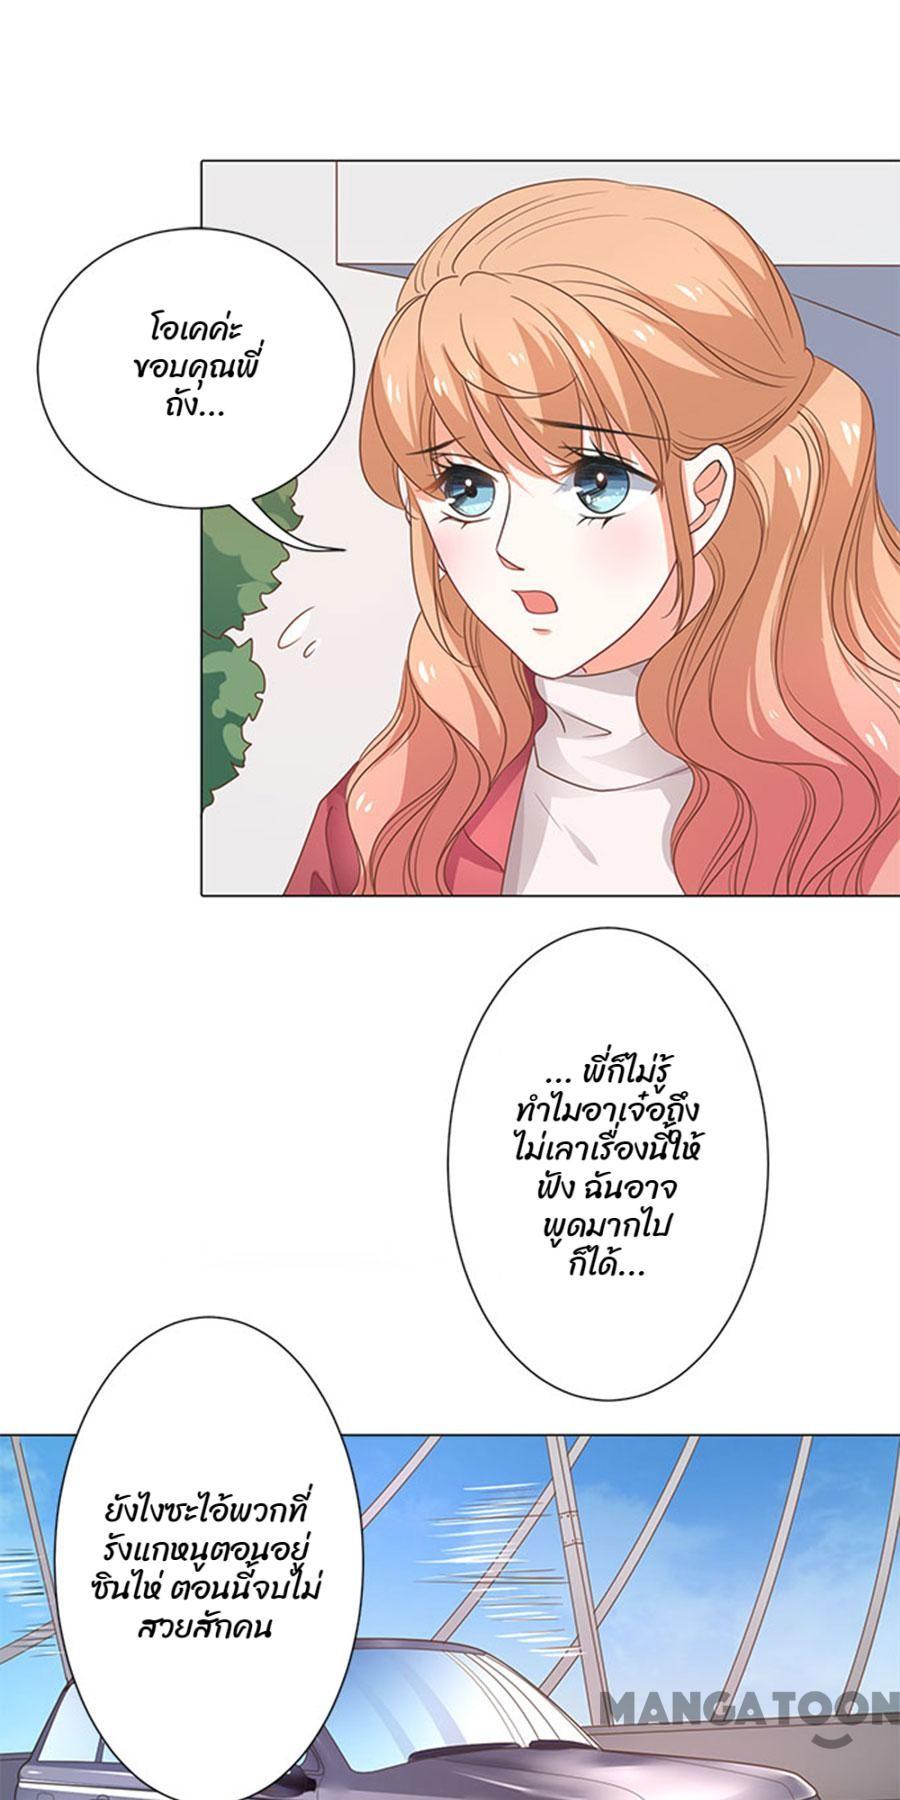 โอเคค่ะ
ขอบคุณพี่
ถัง...
... พี่ก็ไม่รู้
ทำไมอาเจ๋อถึง
ไม่เลาเรื่องนี้ให้
ฟัง ฉันอาจ
พูดมากไป
ก็ได้...
ยังไงซะไอ้พวกที่
รังแกหนูตอนอยู่
ซินไห่ ตอนนี้จบไม่
สวยสักคน
MANGATOON